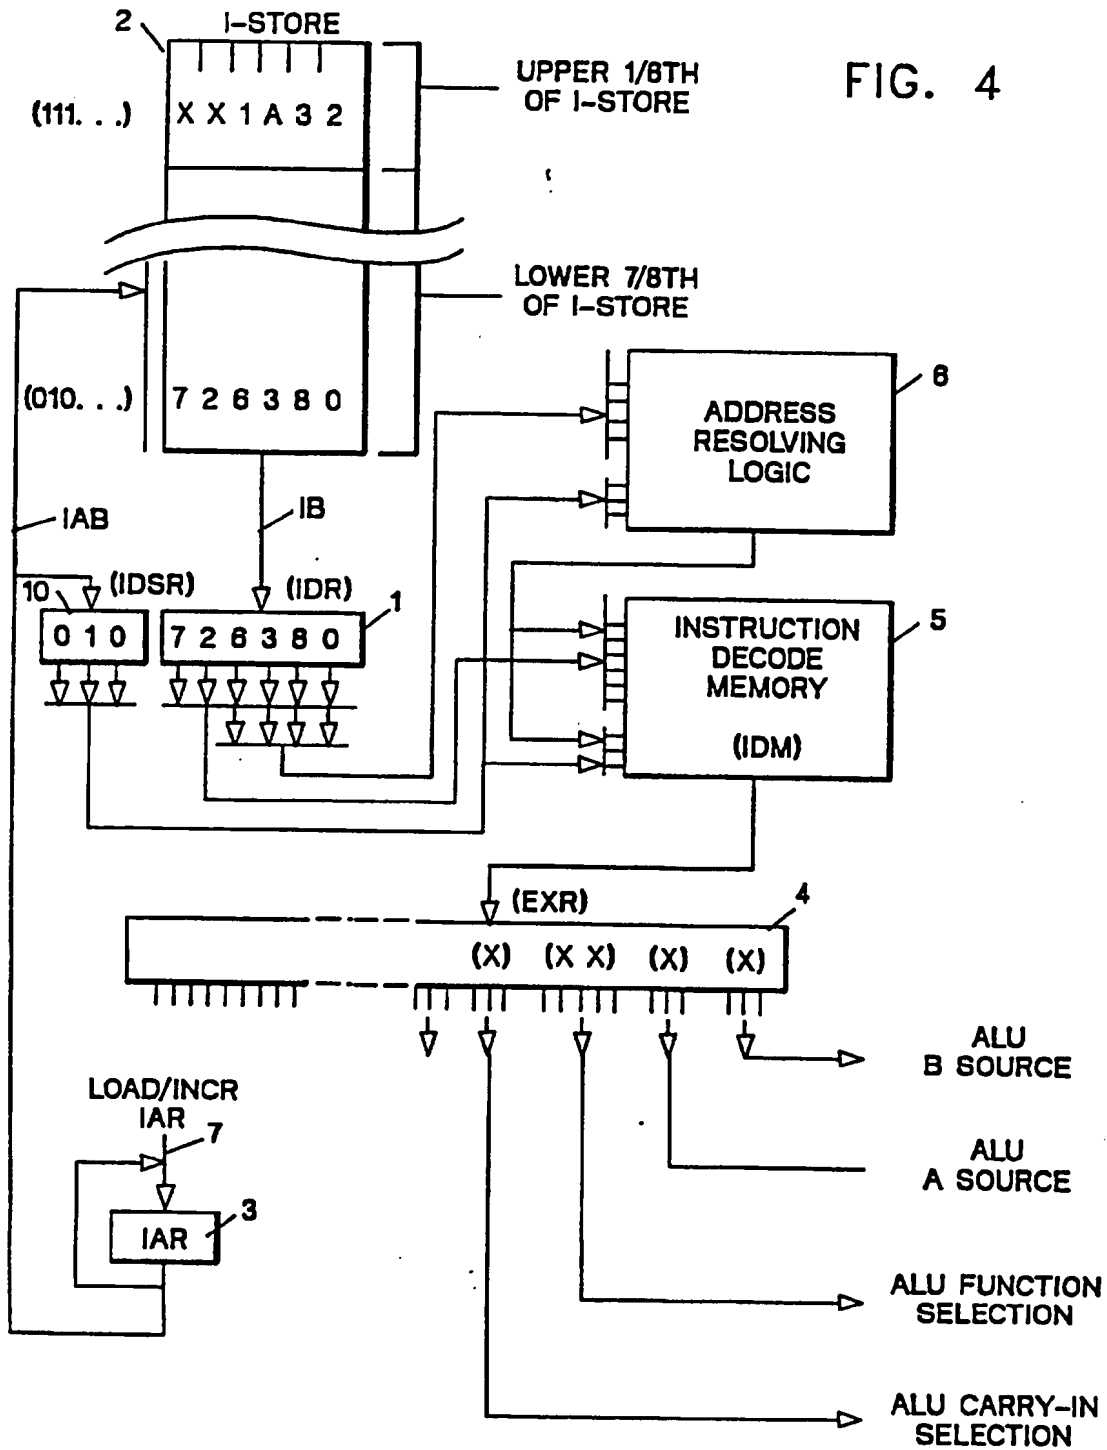 I-STORE
2
FIG. 4
UPPER 1/8TH
OF I-STORE
(111. . .) X X 1 A 3 2
LOWER 7/8TH
OF I-STORE
(010. . .) 7 2 6 3 8 0
6
ADDRESS
RESOLVING
LOGIC
IAB
IB
10 (IDSR) (IDR) 1
0 1 0 7 2 6 3 8 0
5
INSTRUCTION
DECODE
MEMORY
(IDM)
(EXR) 4
(X) (X X) (X) (X)
ALU
B SOURCE
LOAD/INCR
IAR
7
ALU
A SOURCE
3
IAR
ALU FUNCTION
SELECTION
ALU CARRY-IN
SELECTION